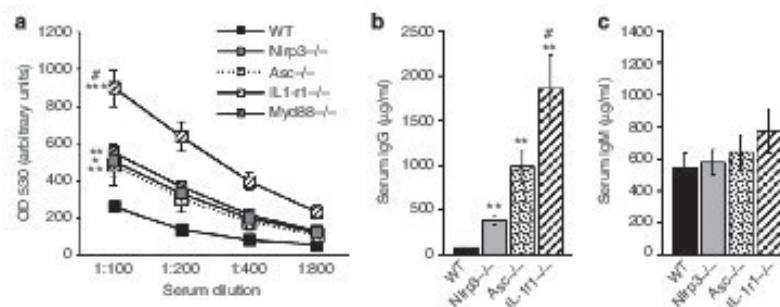 a
1200
1000
800
600
400
200
0
OD 530 (arbitrary units)
WT
Nlrp3–/–
Asc–/–
IL1-r1–/–
Myd88–/–
#
***
**
*
**
1:100 1:200 1:400 1:800
Serum dilution
b
2500
2000
1500
1000
500
0
Serum IgG (µg/ml)
**
**
#
**
WT
Nlrp3–/–
Asc–/–
IL-1r1–/–
c
1400
1200
1000
800
600
400
200
0
Serum IgM (µg/ml)
WT
Nlrp3–/–
Asc–/–
IL-1r1–/–